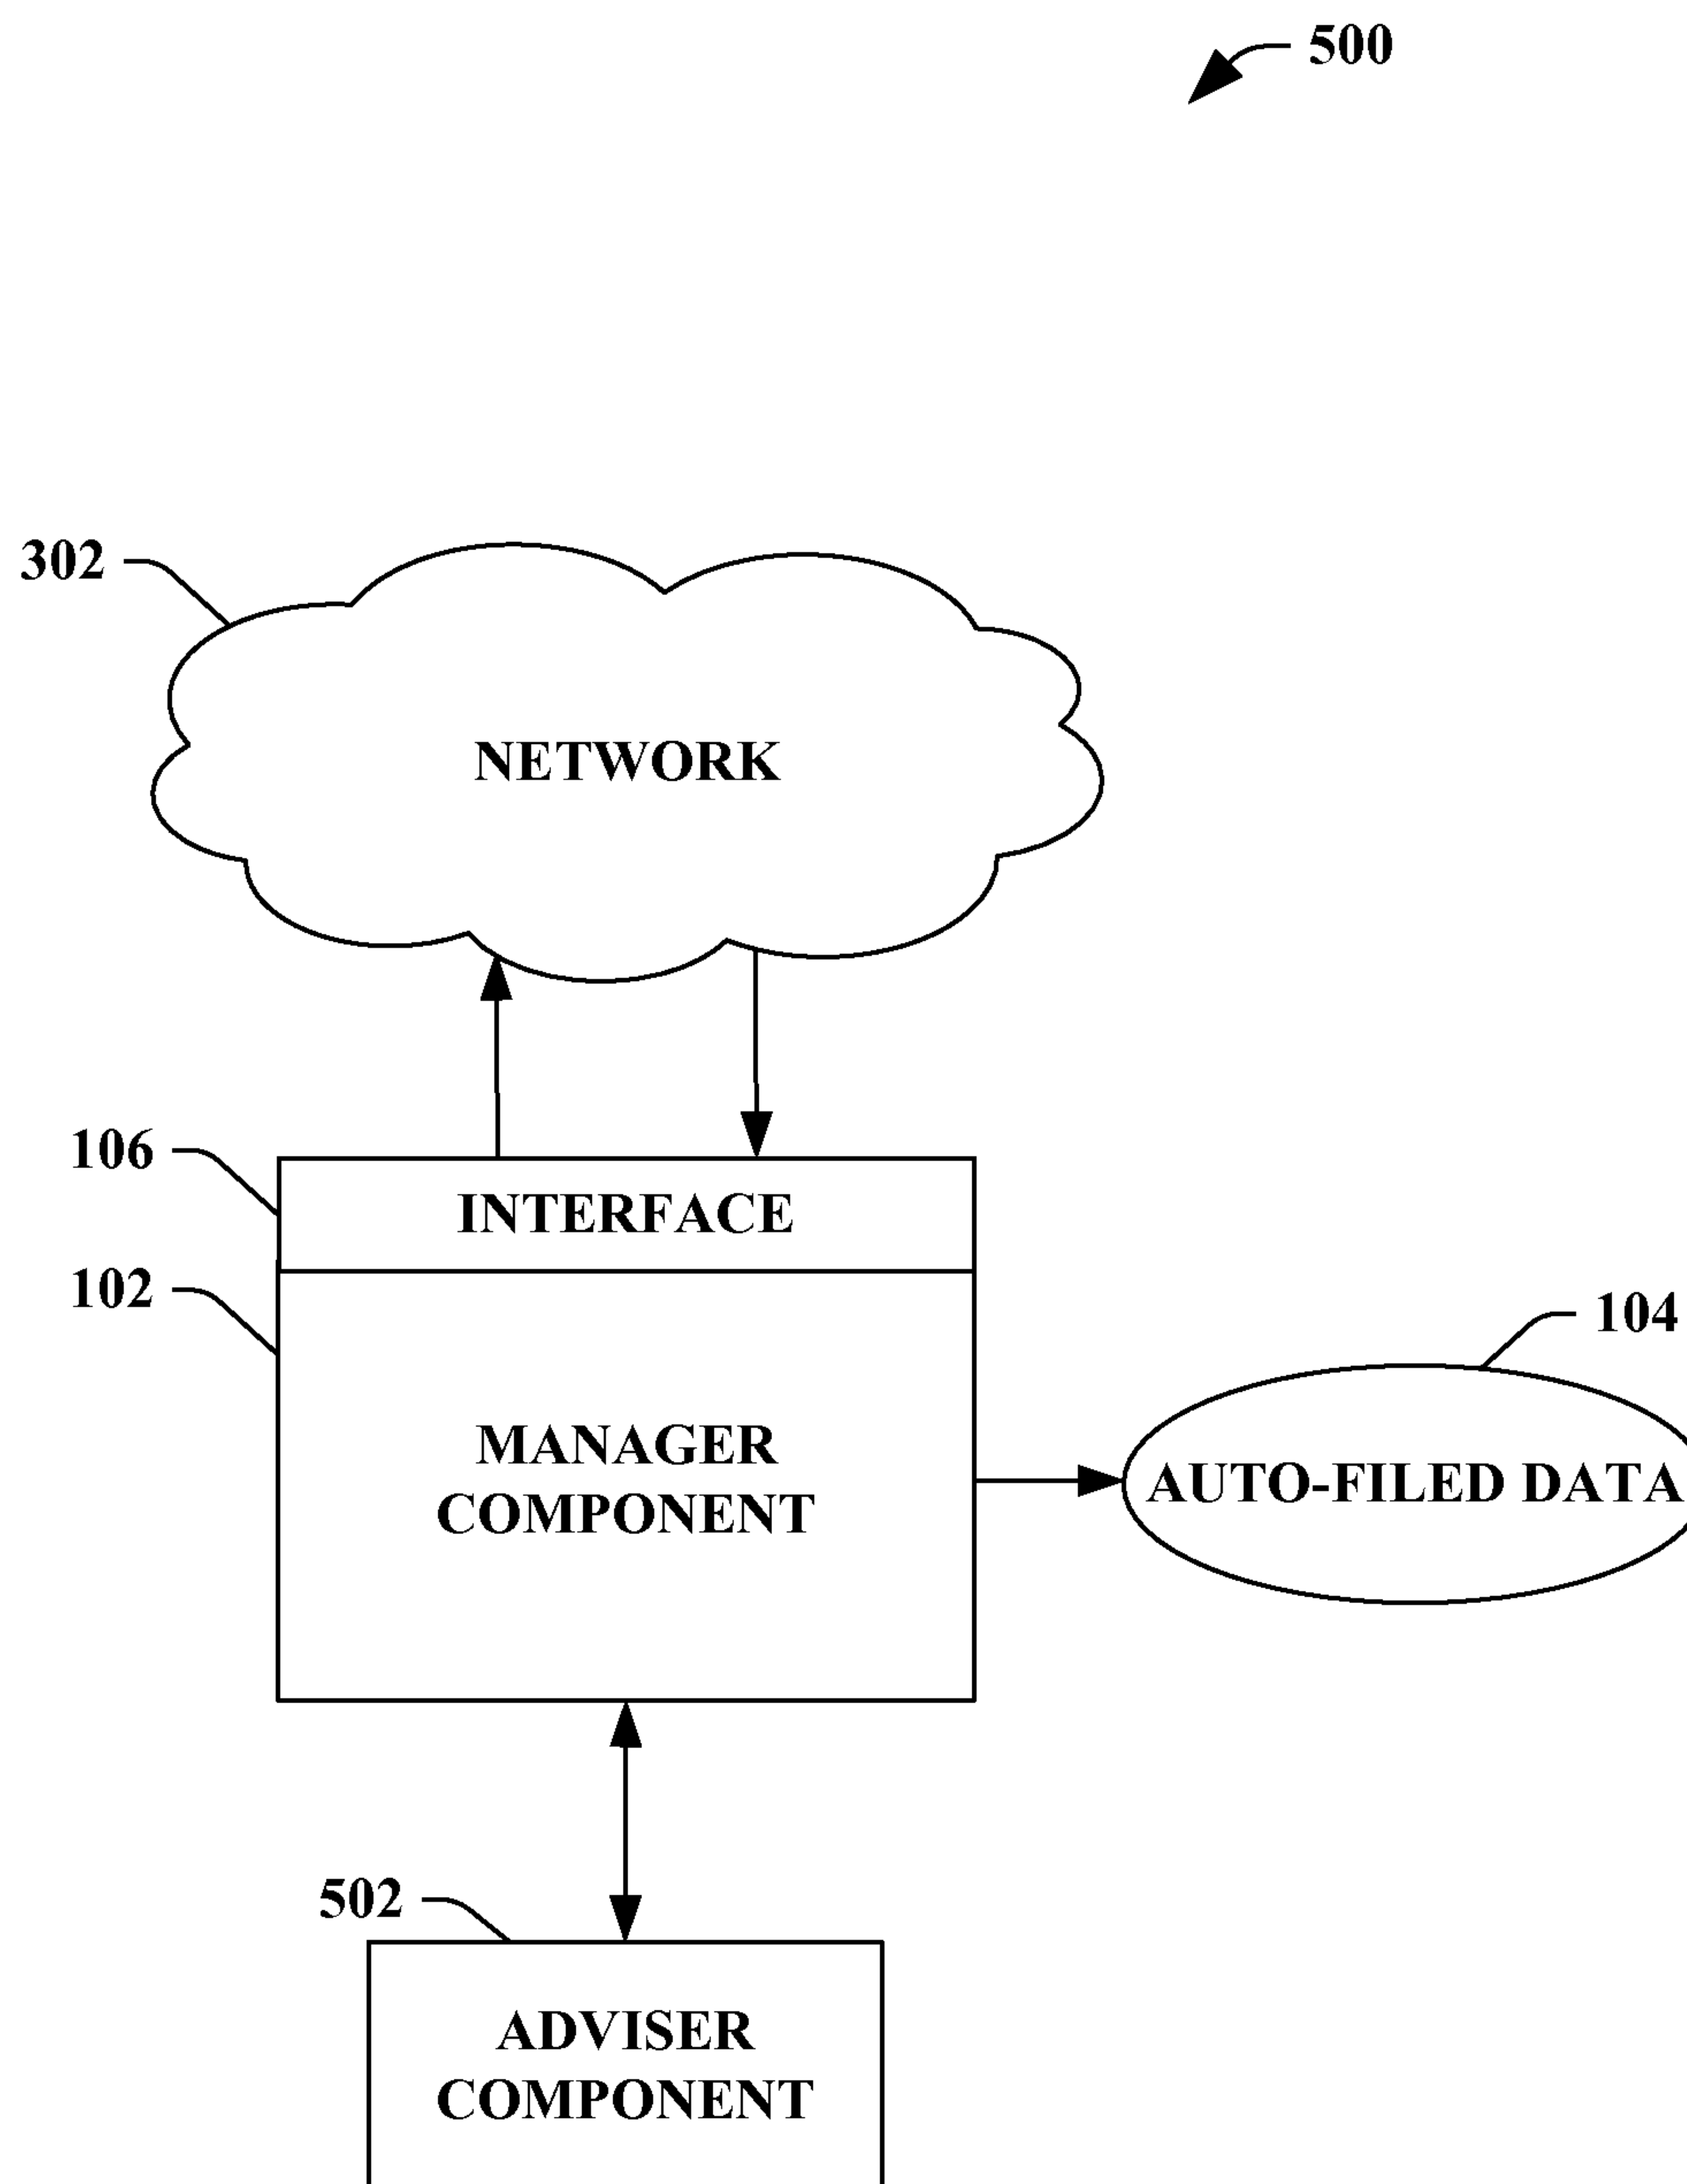 500
302
NETWORK
106
INTERFACE
102
104
MANAGER
COMPONENT
AUTO-FILED DATA
502
ADVISER
COMPONENT